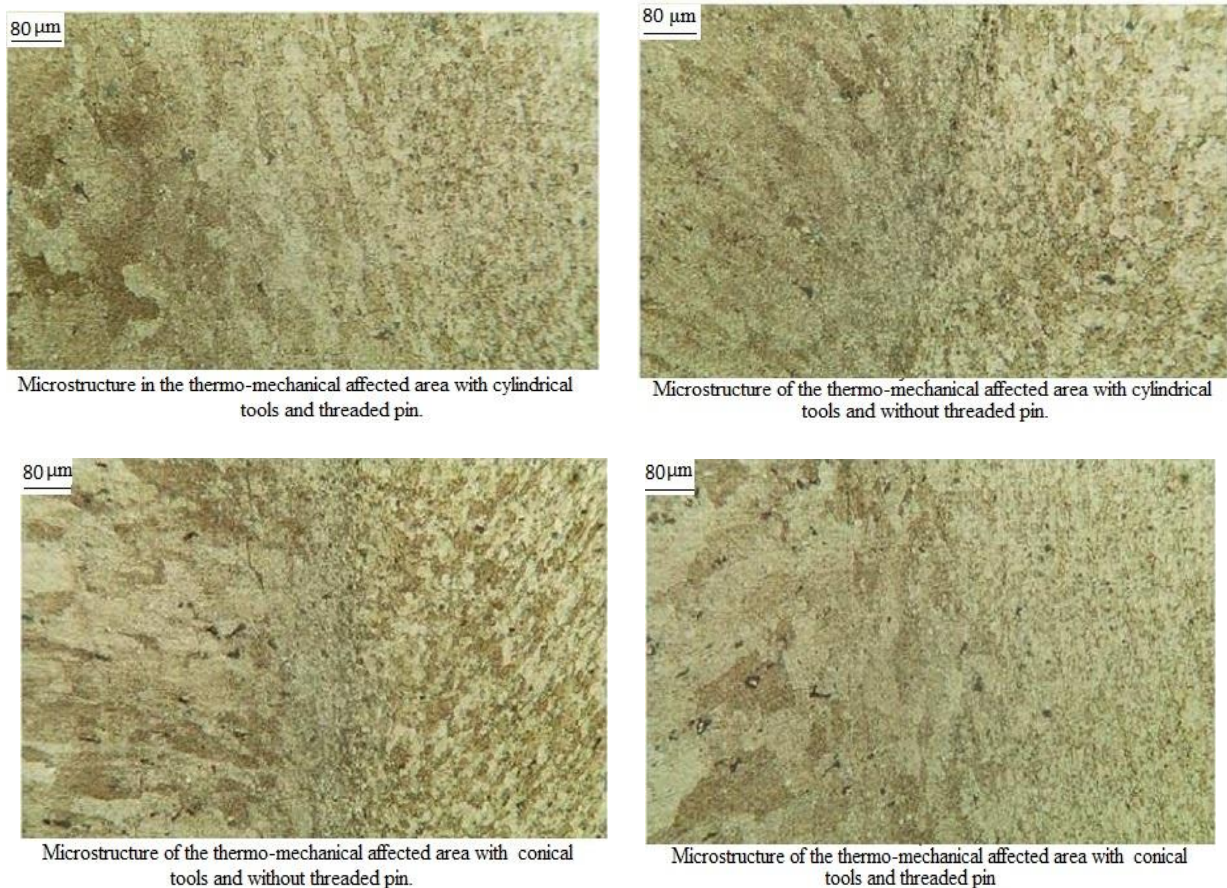 80 μm
80 μm
Microstructure in the thermo-mechanical affected area with cylindrical
tools and threaded pin.
Microstructure of the thermo-mechanical affected area with cylindrical
tools and without threaded pin.
80 μm
80 μm
Microstructure of the thermo-mechanical affected area with conical
tools and without threaded pin.
Microstructure of the thermo-mechanical affected area with conical
tools and threaded pin